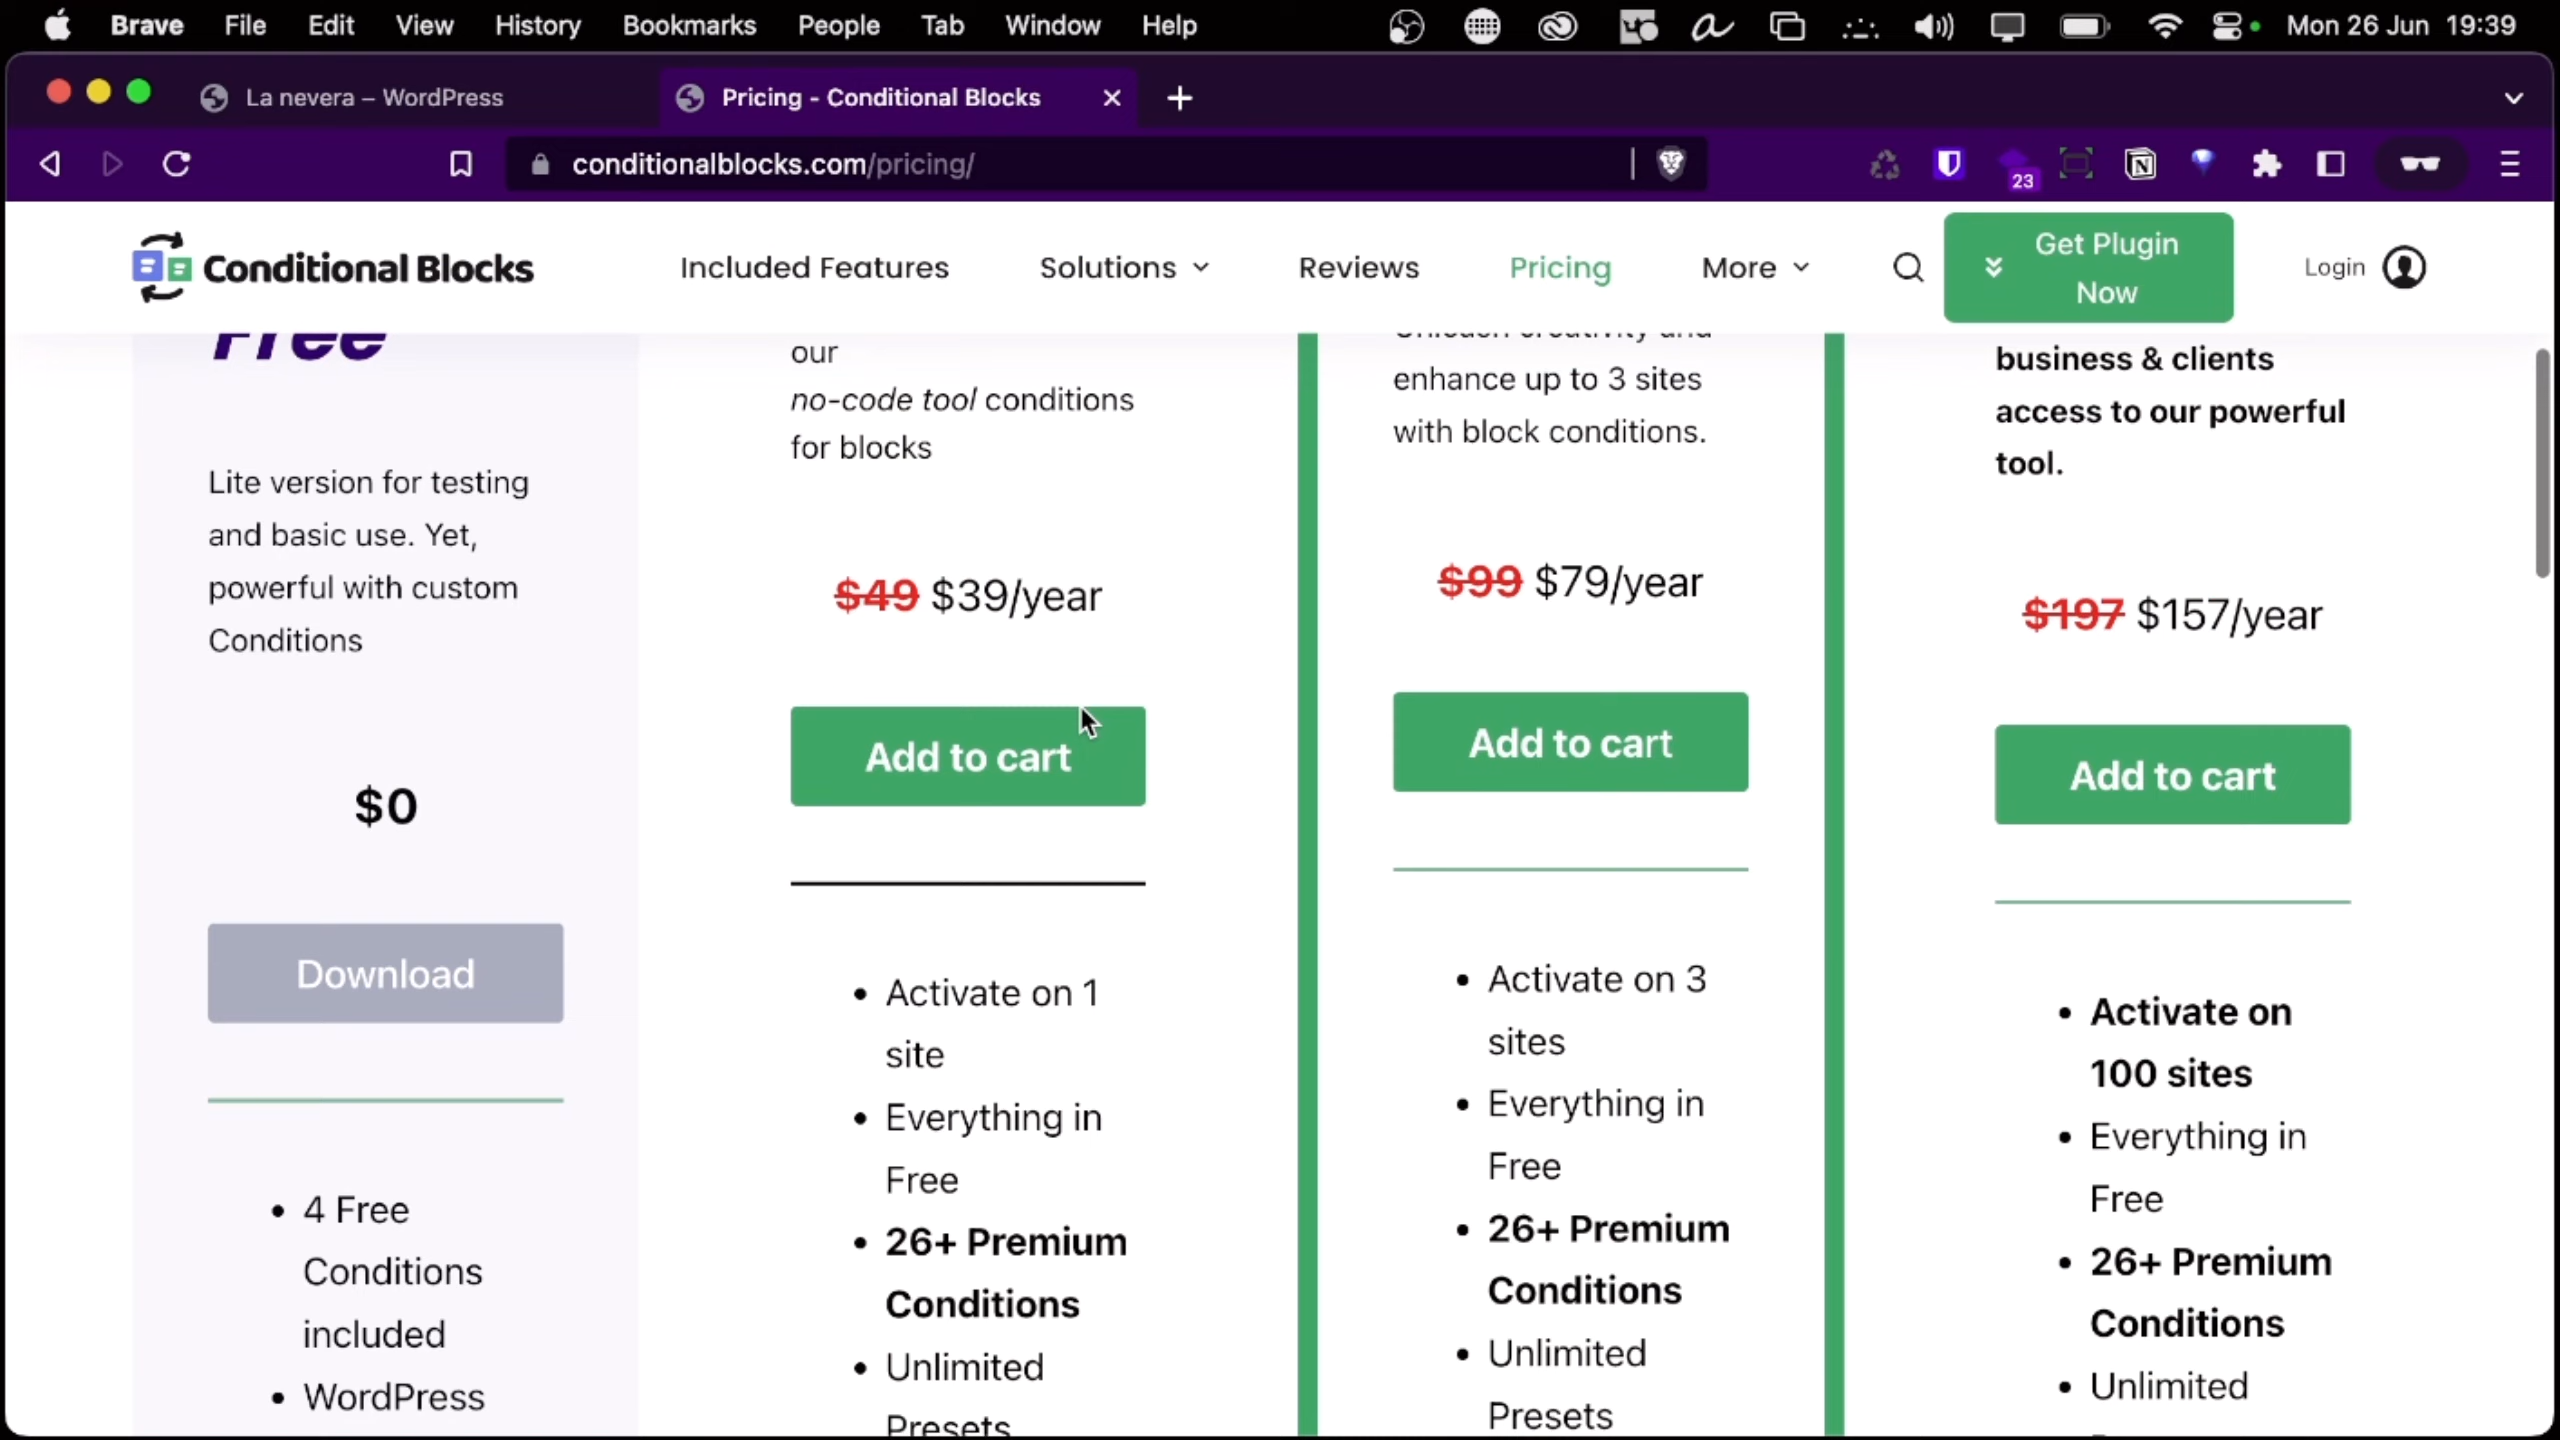 Brave File Edit View History Bookmarks People Tab Window Help Mon 26 Jun 19:39
La nevera – WordPress
Pricing - Conditional Blocks
conditionalblocks.com/pricing/
23
Conditional Blocks
Included Features
Solutions
Reviews
Pricing
More
Get Plugin
Now
Login
Free
Lite version for testing
and basic use. Yet,
powerful with custom
Conditions
$0
Download
• 4 Free
Conditions
included
• WordPress
our
no-code tool conditions
for blocks
$49 $39/year
Add to cart
• Activate on 1
site
• Everything in
Free
• 26+ Premium
Conditions
• Unlimited
Presets
enhance up to 3 sites
with block conditions.
$99 $79/year
Add to cart
• Activate on 3
sites
• Everything in
Free
• 26+ Premium
Conditions
• Unlimited
Presets
business & clients
access to our powerful
tool.
$197 $157/year
Add to cart
• Activate on
100 sites
• Everything in
Free
• 26+ Premium
Conditions
• Unlimited